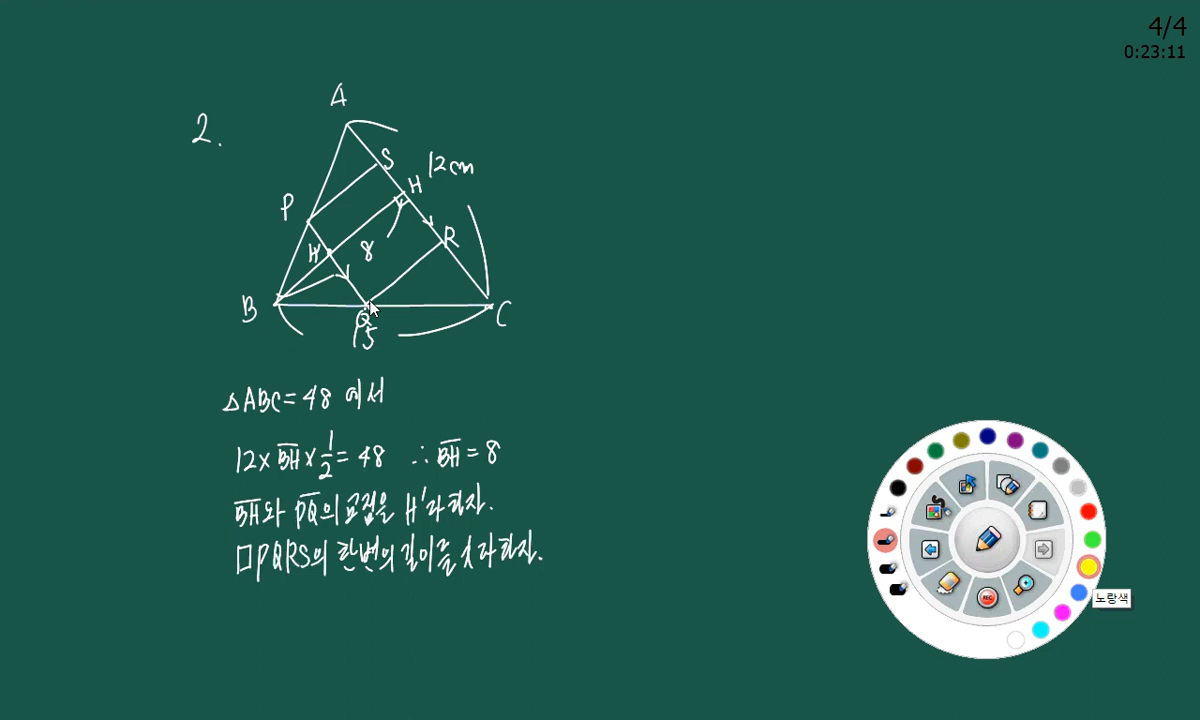 4/4
0:23:11
2.
A
S
12cm
H
P
R
H'
8
B
Q
C
15
△ABC=48 에서
12×BH×1/2=48 ∴BH=8
BH와 PQ의 교점을 H'라 하자.
□PQRS의 한변의 길이를 x라 하자.
REC
노랑색